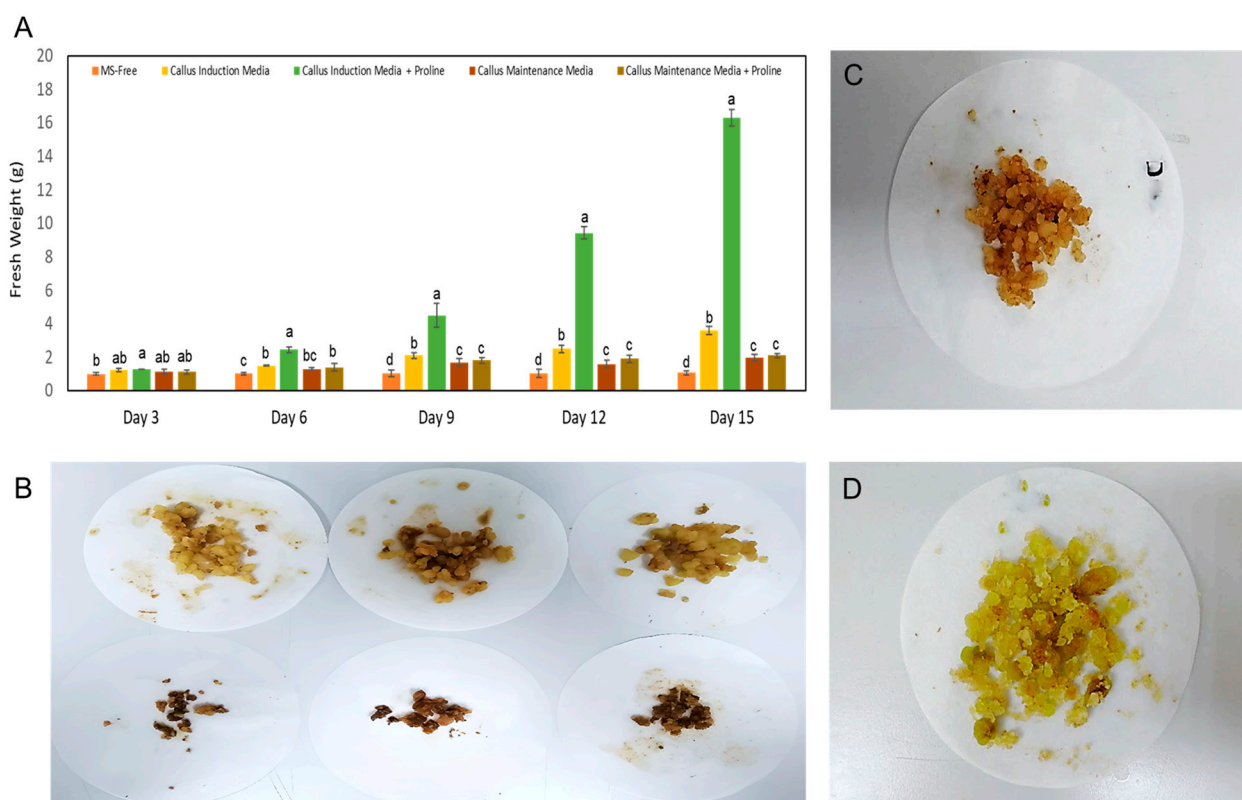 A
20
18
16
14
12
10
8
6
4
2
0
Fresh Weight (g)
MS-Free Callus Induction Media Callus Induction Media + Proline Callus Maintenance Media Callus Maintenance Media + Proline
b ab a ab ab
c b a bc b
d b a c c
d b a c c
d b a c c
Day 3 Day 6 Day 9 Day 12 Day 15
B
C
D